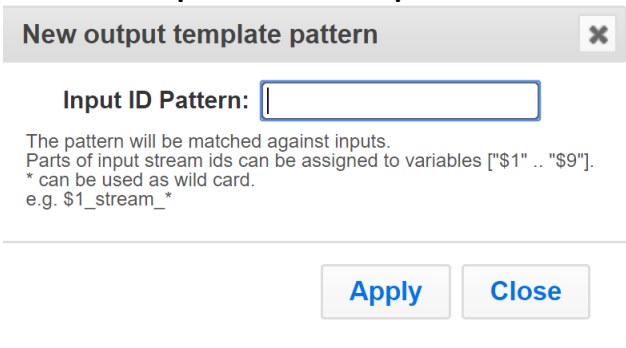 New output template pattern
Input ID Pattern:
The pattern will be matched against inputs.
Parts of input stream ids can be assigned to variables ["$1" .. "$9"].
* can be used as wild card.
e.g. $1_stream_*
Apply Close